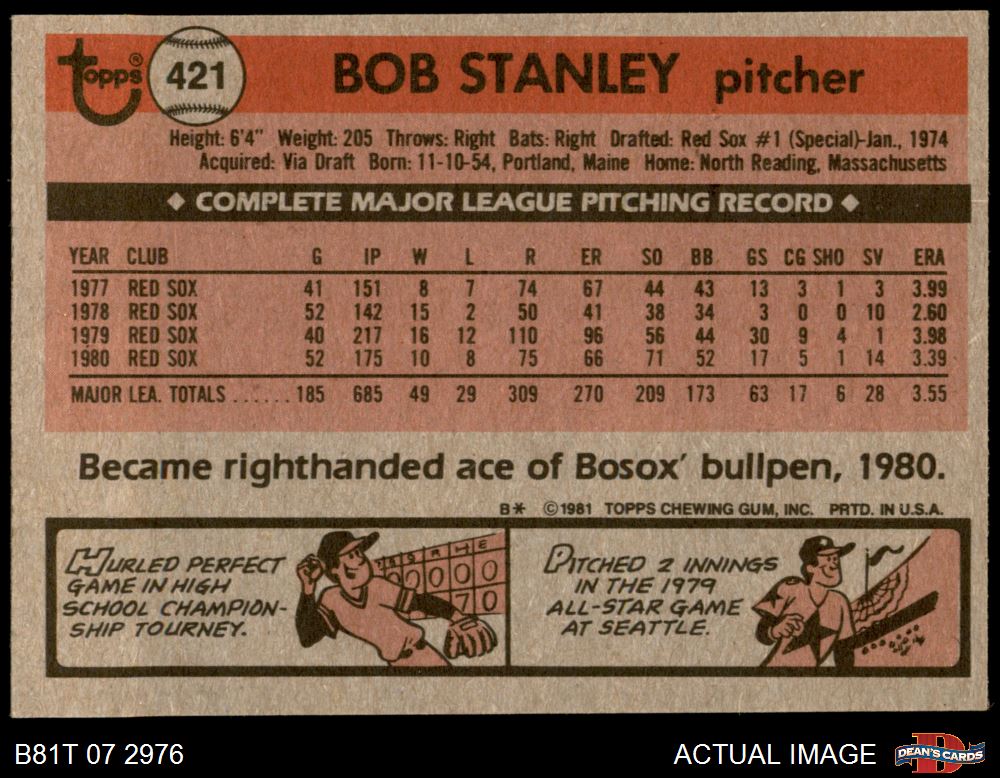 Topps® 421 BOB STANLEY pitcher
Height: 6'4" Weight: 205 Throws: Right Bats: Right Drafted: Red Sox #1 (Special)-Jan., 1974
Acquired: Via Draft Born: 11-10-54, Portland, Maine Home: North Reading, Massachusetts
◆ COMPLETE MAJOR LEAGUE PITCHING RECORD ◆
YEAR CLUB G IP W L R ER SO BB GS CG SHO SV ERA
1977 RED SOX 41 151 8 7 74 67 44 43 13 3 1 3 3.99
1978 RED SOX 52 142 15 2 50 41 38 34 3 0 0 10 2.60
1979 RED SOX 40 217 16 12 110 96 56 44 30 9 4 1 3.98
1980 RED SOX 52 175 10 8 75 66 71 52 17 5 1 14 3.39
MAJOR LEA. TOTALS ...... 185 685 49 29 309 270 209 173 63 17 6 28 3.55
Became righthanded ace of Bosox' bullpen, 1980.
B* ©1981 TOPPS CHEWING GUM, INC. PRTD. IN U.S.A.
HURLED PERFECT
GAME IN HIGH
SCHOOL CHAMPION-
SHIP TOURNEY.
R H E
0 0 0 0
7 0
PITCHED 2 INNINGS
IN THE 1979
ALL-STAR GAME
AT SEATTLE.
B81T 07 2976
ACTUAL IMAGE
DEAN'S CARDS